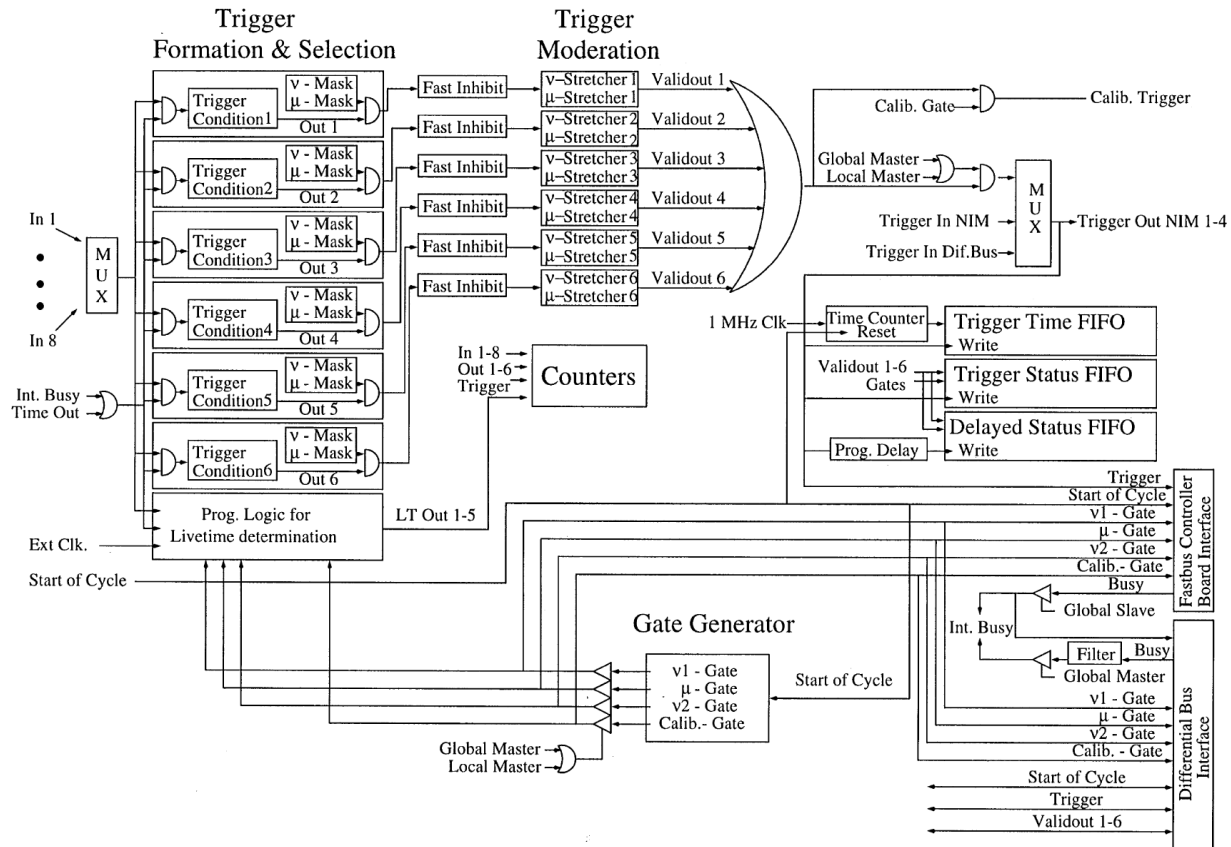 Trigger
Formation & Selection
Trigger
Moderation
ν - Mask
μ - Mask
Trigger
Condition1
Out 1
Fast Inhibit
ν-Stretcher 1
μ-Stretcher 1
Validout 1
ν - Mask
μ - Mask
Trigger
Condition2
Out 2
Fast Inhibit
ν-Stretcher 2
μ-Stretcher 2
Validout 2
ν - Mask
μ - Mask
Trigger
Condition3
Out 3
Fast Inhibit
ν-Stretcher 3
μ-Stretcher 3
Validout 3
ν - Mask
μ - Mask
Trigger
Condition4
Out 4
Fast Inhibit
ν-Stretcher 4
μ-Stretcher 4
Validout 4
ν - Mask
μ - Mask
Trigger
Condition5
Out 5
Fast Inhibit
ν-Stretcher 5
μ-Stretcher 5
Validout 5
ν - Mask
μ - Mask
Trigger
Condition6
Out 6
Fast Inhibit
ν-Stretcher 6
μ-Stretcher 6
Validout 6
In 1
MUX
In 8
Int. Busy
Time Out
Prog. Logic for
Livetime determination
LT Out 1-5
Ext Clk.
Start of Cycle
In 1-8
Out 1-6
Trigger
Counters
Calib. Gate
Calib. Trigger
Global Master
Local Master
MUX
Trigger In NIM
Trigger Out NIM 1-4
Trigger In Dif.Bus
1 MHz Clk
Time Counter
Reset
Trigger Time FIFO
Write
Validout 1-6
Gates
Trigger Status FIFO
Write
Delayed Status FIFO
Write
Prog. Delay
Trigger
Start of Cycle
ν1-Gate
μ - Gate
ν2-Gate
Calib.- Gate
Busy
Global Slave
Fastbus Controller
Board Interface
Int. Busy
Filter
Busy
Global Master
ν1-Gate
μ - Gate
ν2-Gate
Calib. - Gate
Start of Cycle
Trigger
Validout 1-6
Differential Bus
Interface
Gate Generator
ν1 - Gate
μ - Gate
ν2 - Gate
Calib.- Gate
Start of Cycle
Global Master
Local Master